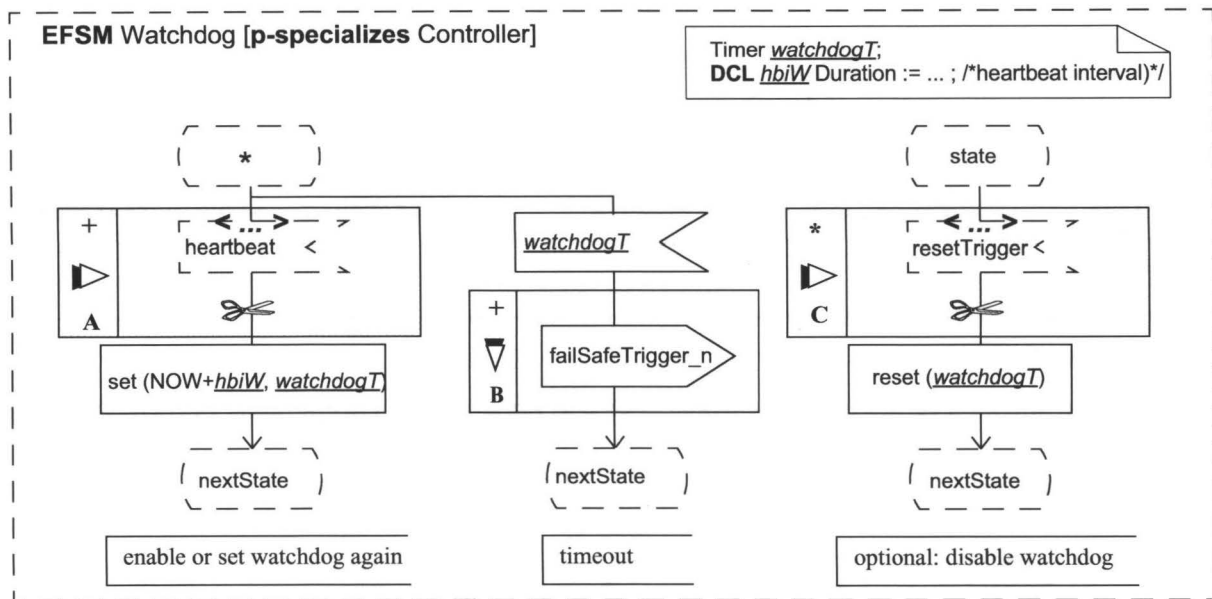 EFSM Watchdog [p-specializes Controller]
Timer watchdogT;
DCL hbiW Duration := ... ; /*heartbeat interval)*/
*
state
+
<...>
heartbeat <
A
set (NOW+hbiW, watchdogT)
nextState
enable or set watchdog again
watchdogT
+
failSafeTrigger_n
B
nextState
timeout
*
<...>
resetTrigger <
C
reset (watchdogT)
nextState
optional: disable watchdog